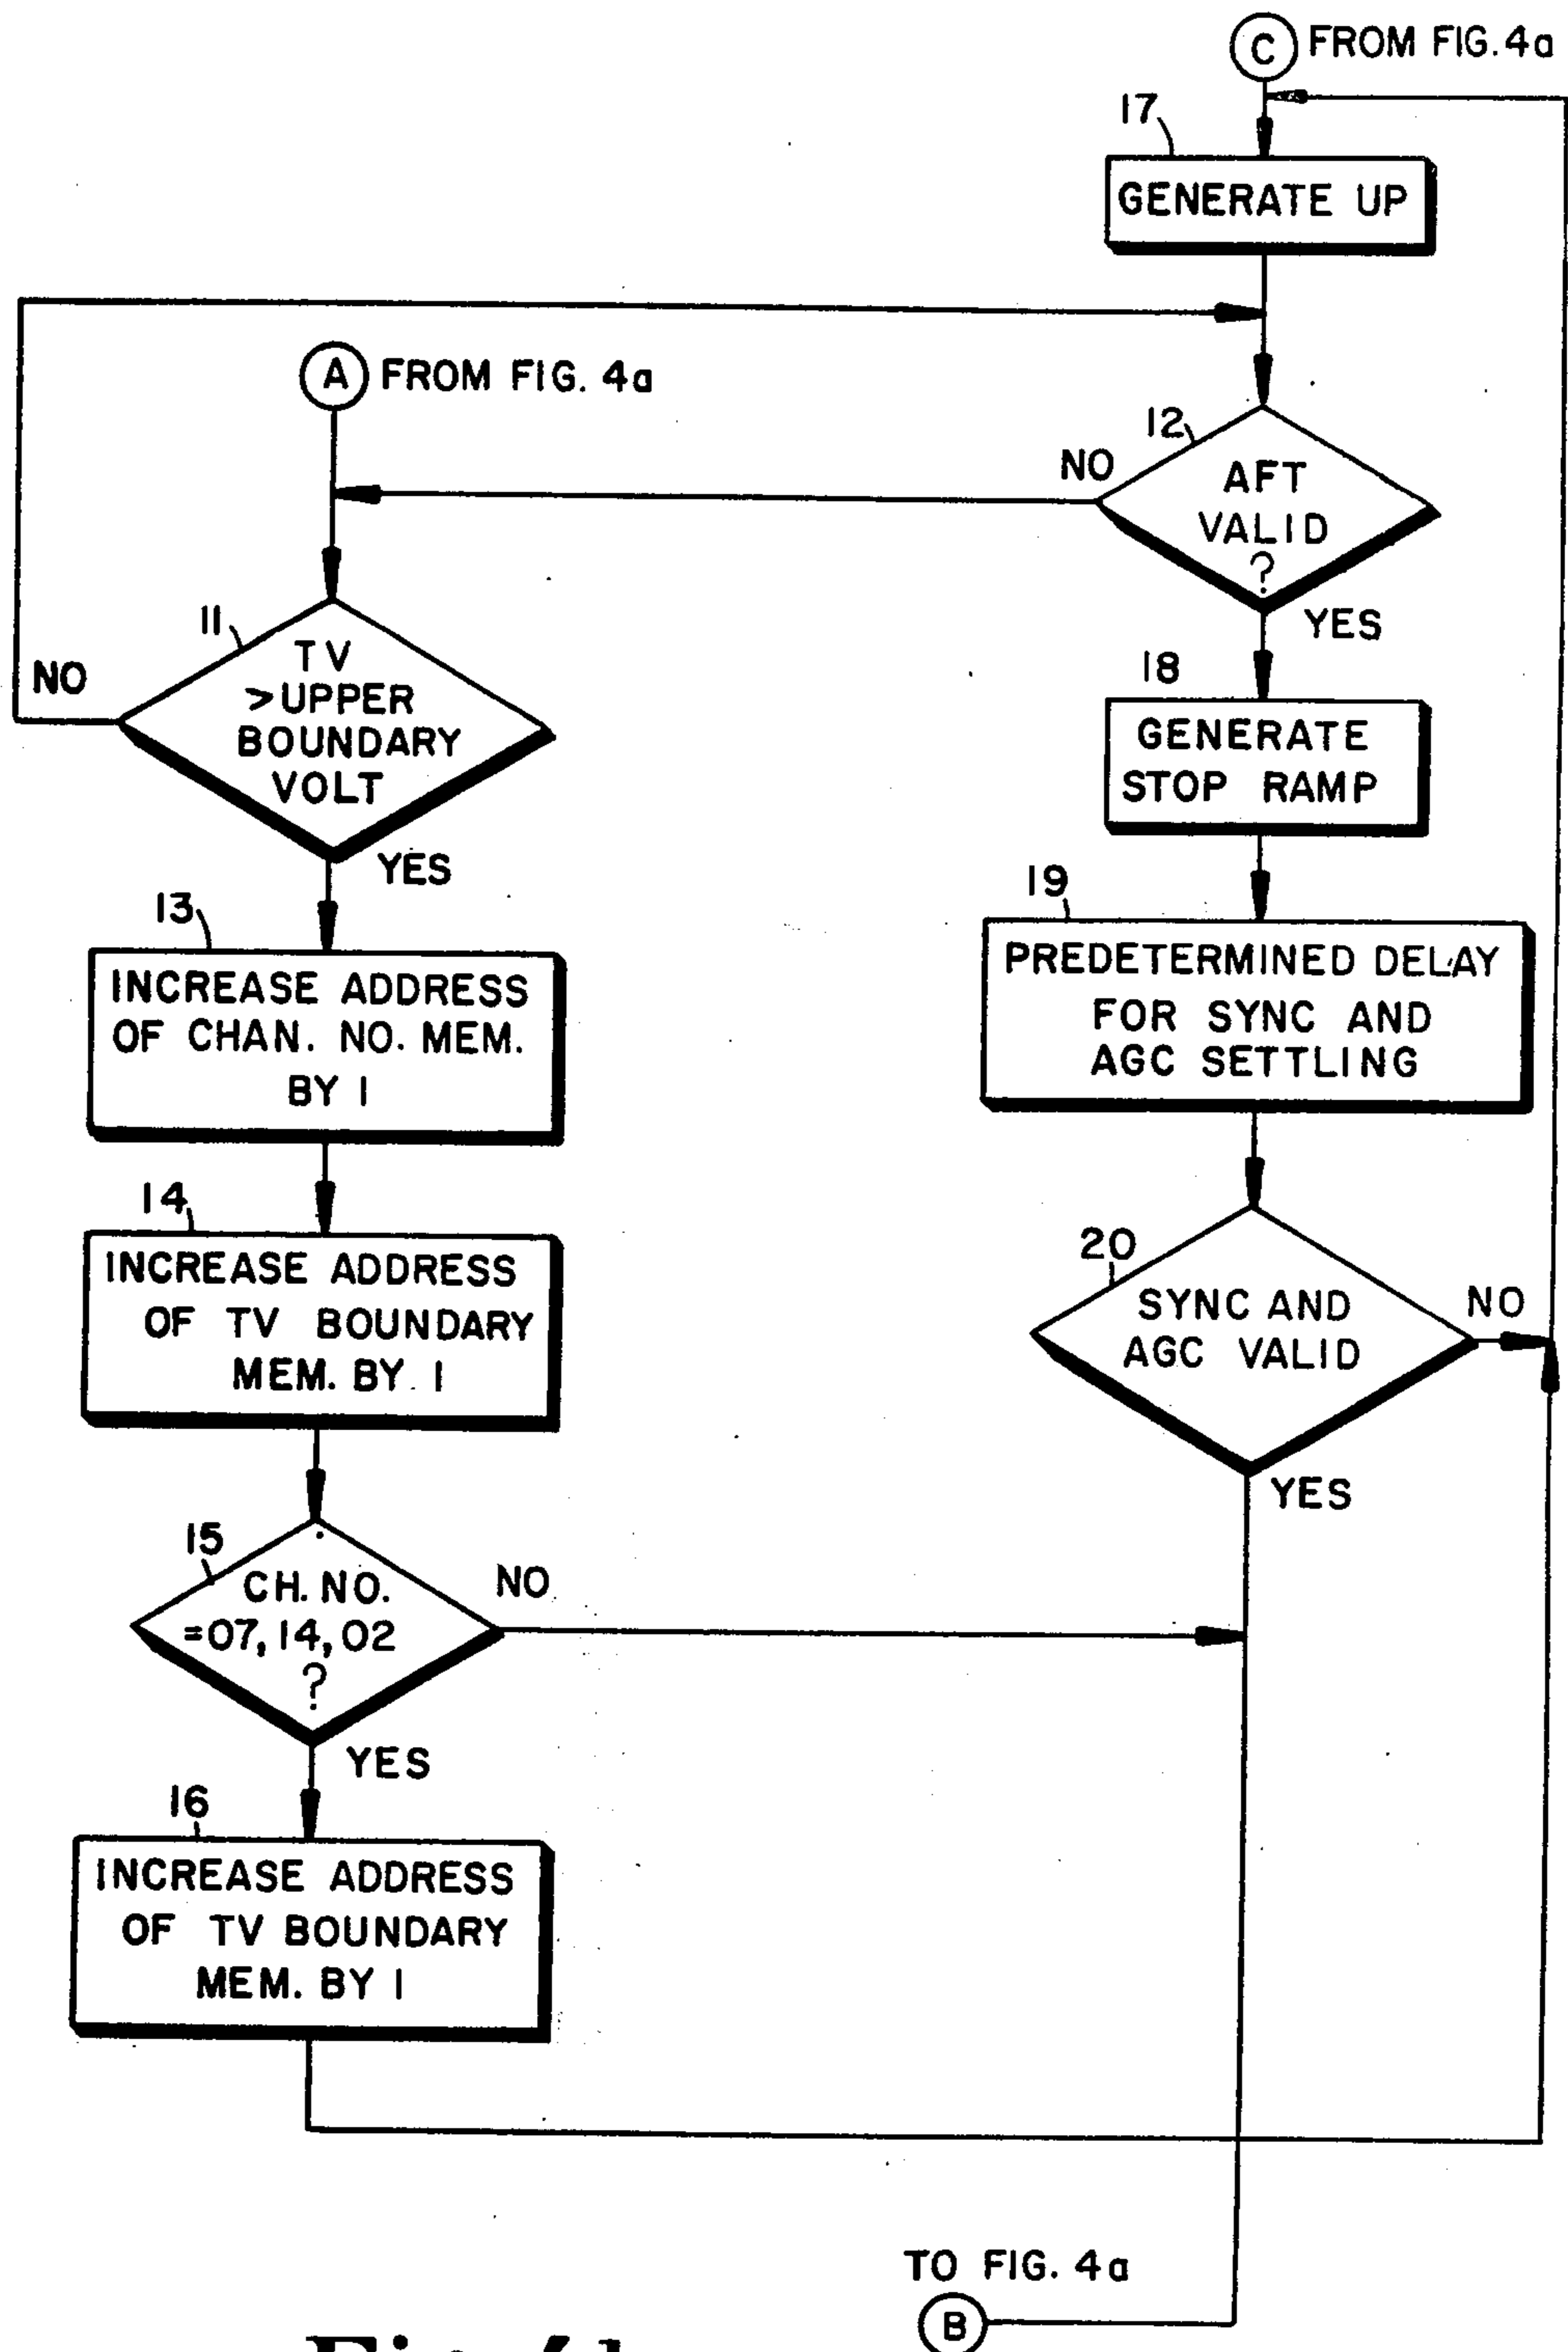 C FROM FIG. 4a
17
GENERATE UP
A FROM FIG. 4a
12
NO
AFT
VALID
?
YES
11
NO
TV
>UPPER
BOUNDARY
VOLT
YES
18
GENERATE
STOP RAMP
13
INCREASE ADDRESS
OF CHAN. NO. MEM.
BY 1
19
PREDETERMINED DELAY
FOR SYNC AND
AGC SETTLING
14
INCREASE ADDRESS
OF TV BOUNDARY
MEM. BY 1
20
SYNC AND
AGC VALID
NO
YES
15
CH. NO.
=07, 14, 02
?
NO
YES
16
INCREASE ADDRESS
OF TV BOUNDARY
MEM. BY 1
TO FIG. 4a
B